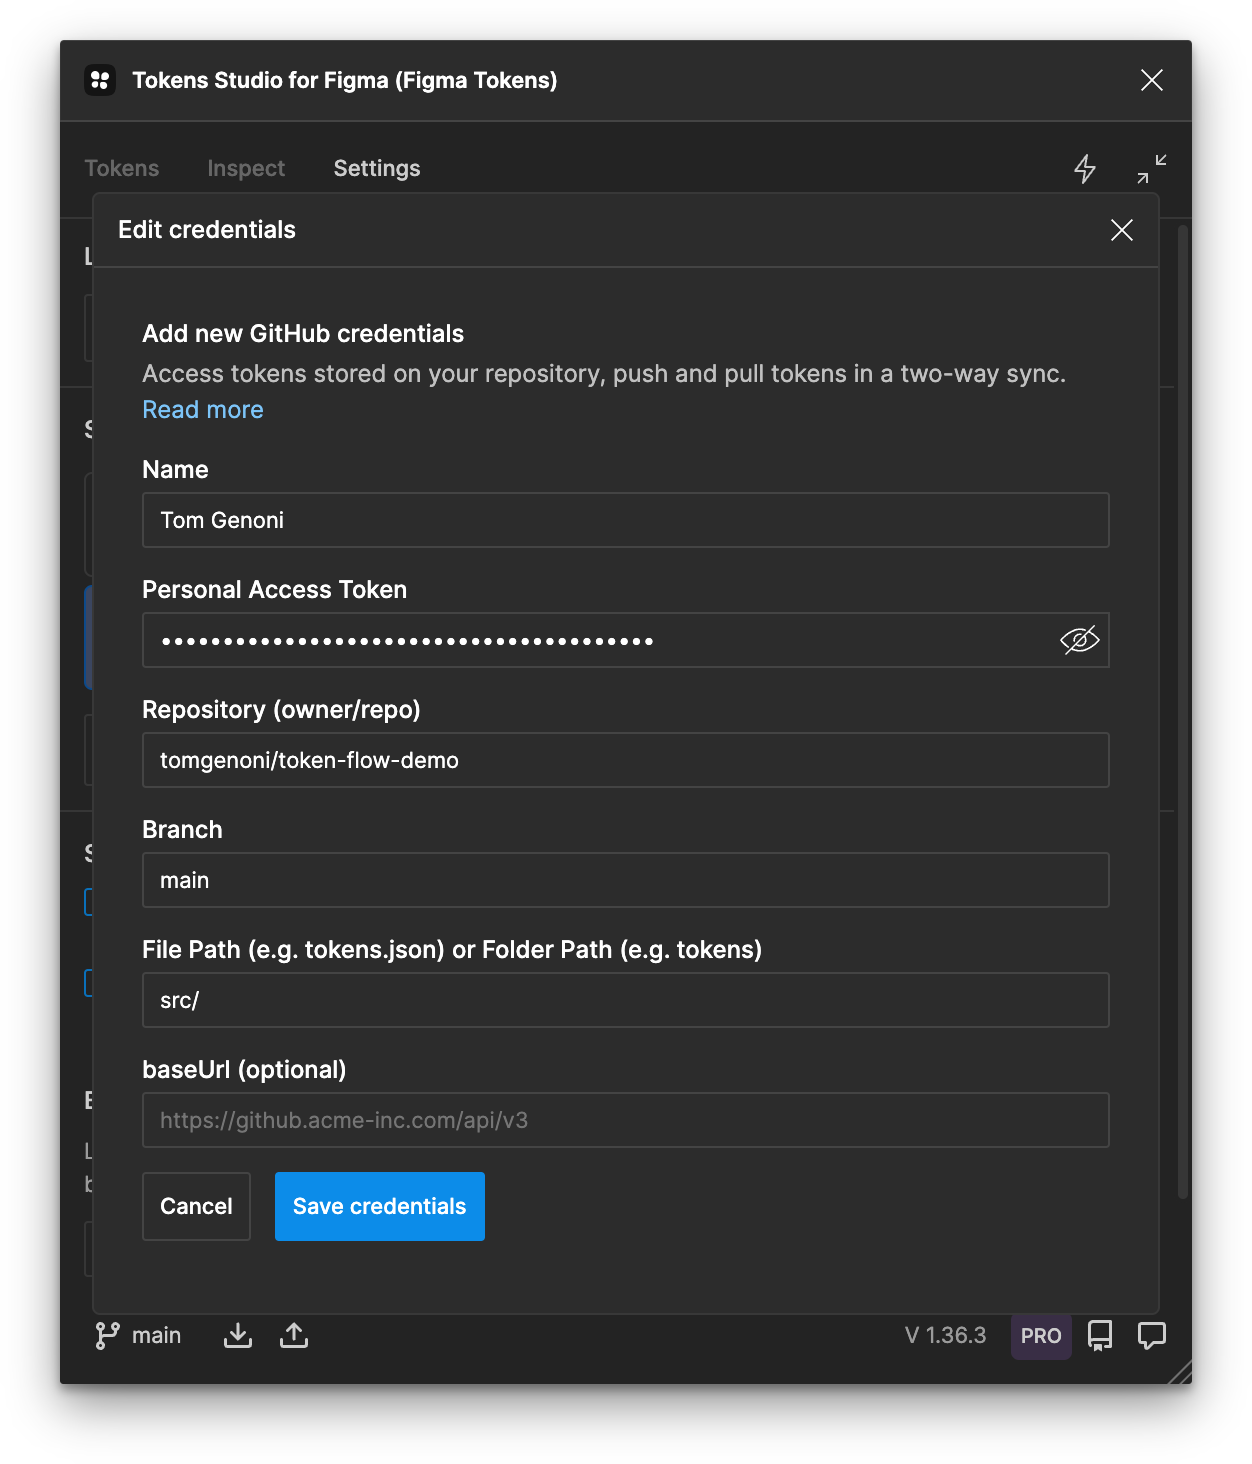 Tokens Studio for Figma (Figma Tokens)
Tokens Inspect Settings
Edit credentials
Add new GitHub credentials
Access tokens stored on your repository, push and pull tokens in a two-way sync.
Read more
Name
Tom Genoni
Personal Access Token
••••••••••••••••••••••••••••••••••••••••
Repository (owner/repo)
tomgenoni/token-flow-demo
Branch
main
File Path (e.g. tokens.json) or Folder Path (e.g. tokens)
src/
baseUrl (optional)
https://github.acme-inc.com/api/v3
Cancel Save credentials
main V 1.36.3 PRO